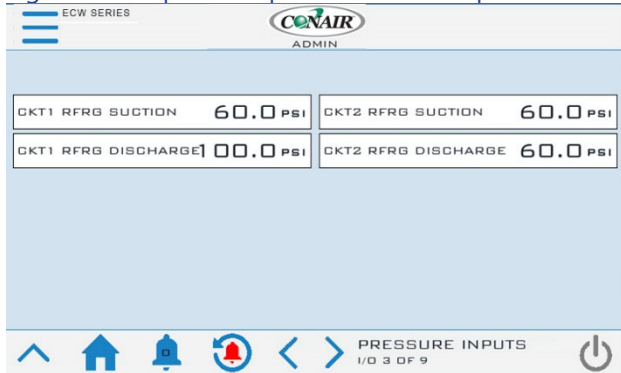 ECW SERIES
CONAIR
ADMIN
CKT1 RFRG SUCTION 60.0 PSI
CKT2 RFRG SUCTION 60.0 PSI
CKT1 RFRG DISCHARGE 100.0 PSI
CKT2 RFRG DISCHARGE 60.0 PSI
0
PRESSURE INPUTS
I/O 3 OF 9